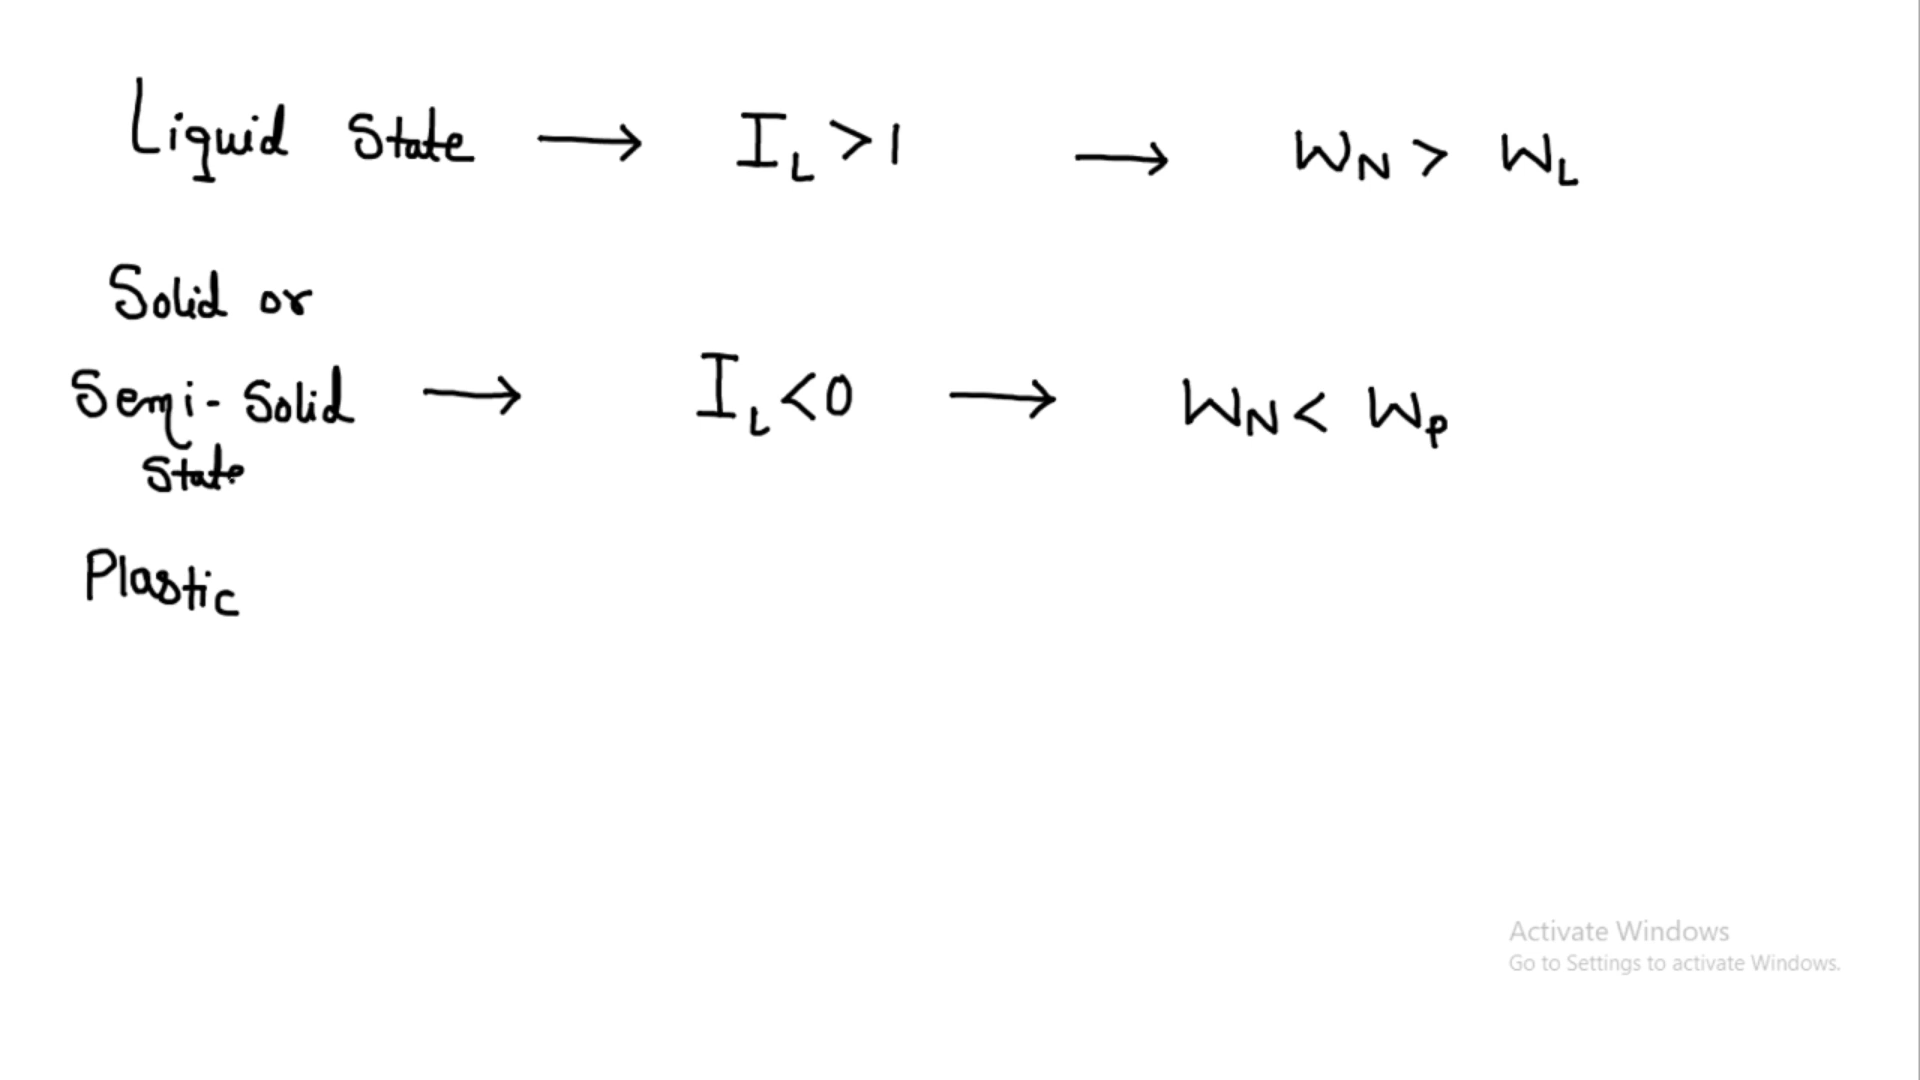 Liquid State → I_L > 1 → W_N > W_L
Solid or
Semi-Solid → I_L < 0 → W_N < W_P
State
Plastic
Activate Windows
Go to Settings to activate Windows.